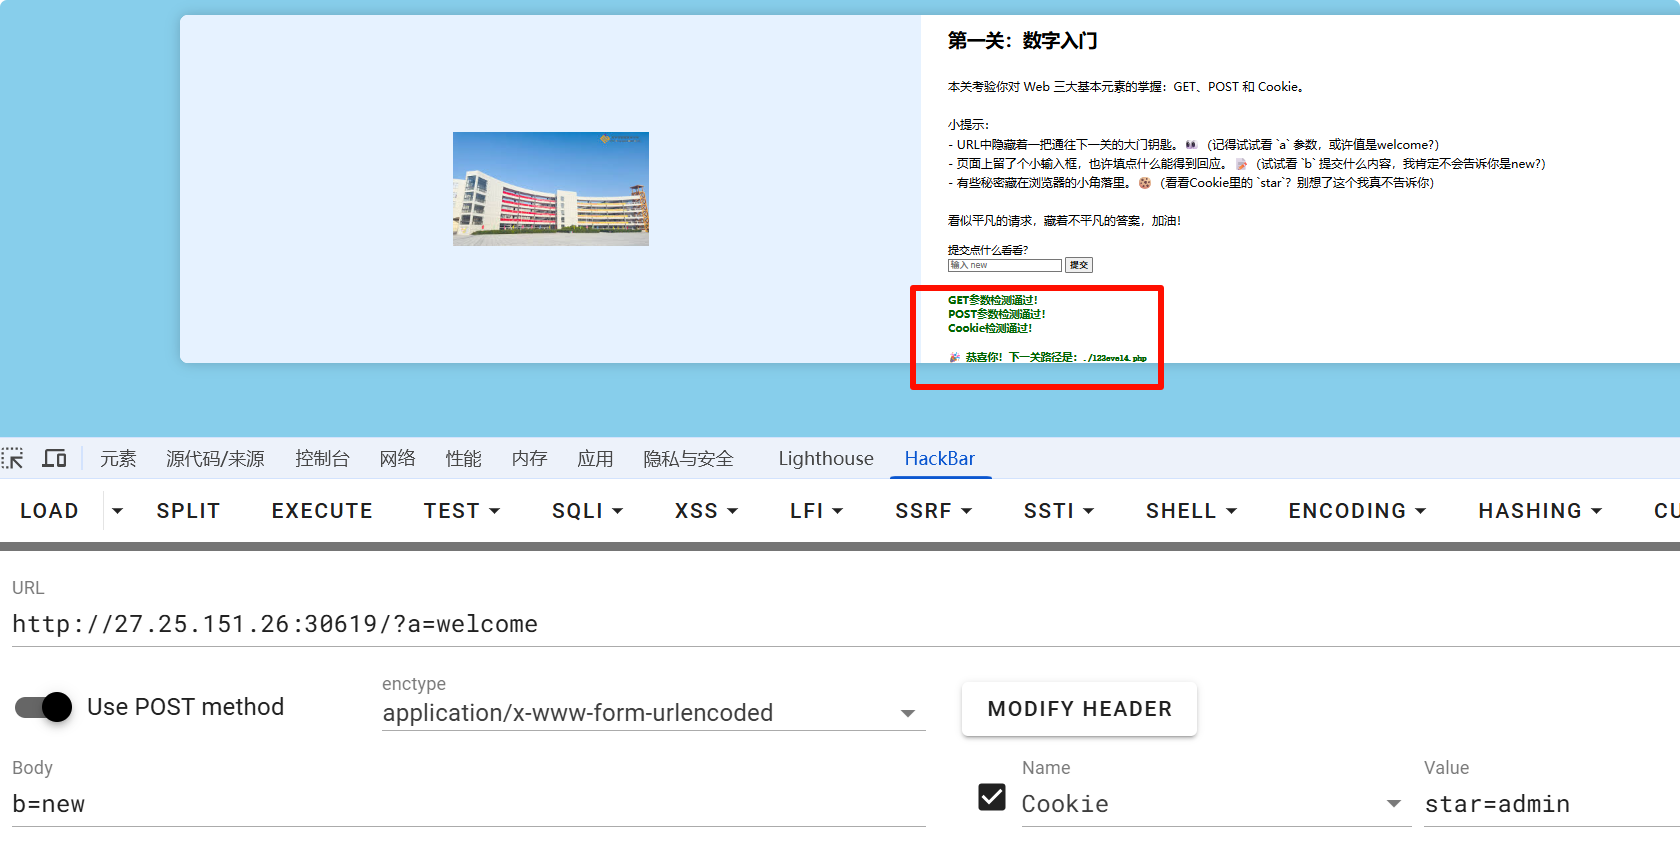 第一关：数字入门
本关考验你对 Web 三大基本元素的掌握：GET、POST 和 Cookie。
小提示：
- URL中隐藏着一把通往下一关的大门钥匙。👀（记得试试看 `a` 参数，或许值是welcome?）
- 页面上留了个小输入框，也许填点什么能得到回应。📝（试试看 `b` 提交什么内容，我肯定不会告诉你是new?）
- 有些秘密藏在浏览器的小角落里。🍪（看看Cookie里的 `star`？别想了这个我真不告诉你）
看似平凡的请求，藏着不平凡的答案，加油！
提交点什么看看？
输入 new 提交
GET参数检测通过！
POST参数检测通过！
Cookie检测通过！
🎉 恭喜你！下一关路径是：./123evel4.php
元素 源代码/来源 控制台 网络 性能 内存 应用 隐私与安全 Lighthouse HackBar
LOAD SPLIT EXECUTE TEST SQLI XSS LFI SSRF SSTI SHELL ENCODING HASHING CU
URL
http://27.25.151.26:30619/?a=welcome
Use POST method
enctype
application/x-www-form-urlencoded
MODIFY HEADER
Body
b=new
Name
Cookie
Value
star=admin